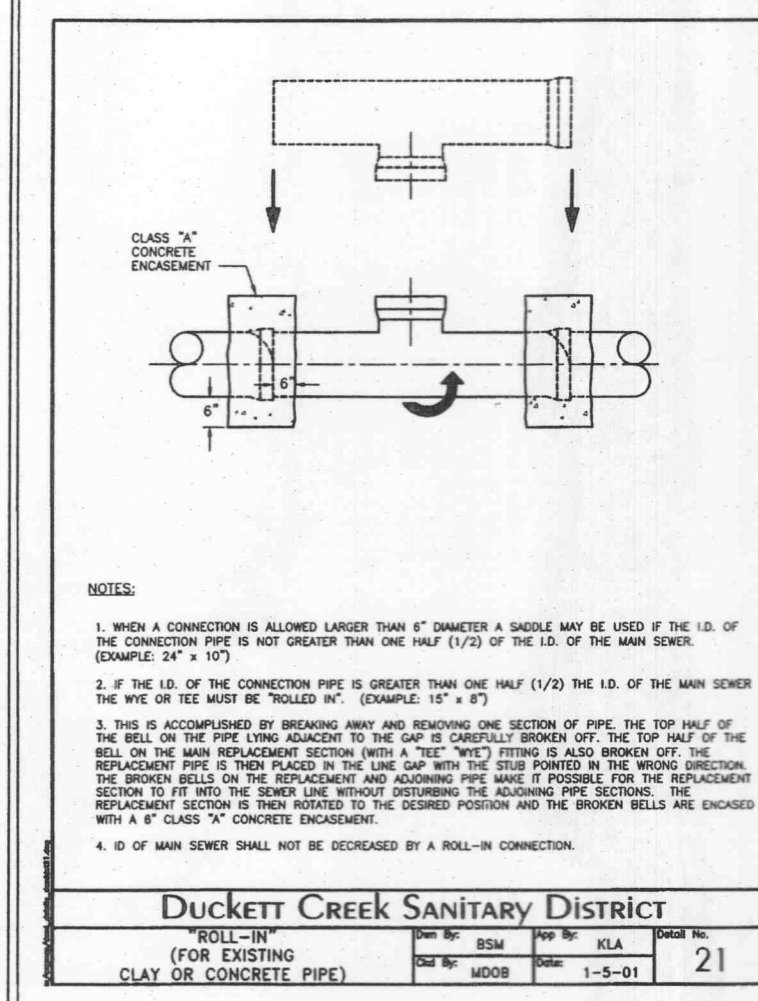 CLASS "A"
CONCRETE
ENCASEMENT
6"
6"
NOTES:
1. WHEN A CONNECTION IS ALLOWED LARGER THAN 6" DIAMETER A SADDLE MAY BE USED IF THE I.D. OF
THE CONNECTION PIPE IS NOT GREATER THAN ONE HALF (1/2) OF THE I.D. OF THE MAIN SEWER.
(EXAMPLE: 24" x 10")
2. IF THE I.D. OF THE CONNECTION PIPE IS GREATER THAN ONE HALF (1/2) THE I.D. OF THE MAIN SEWER
THE WYE OR TEE MUST BE "ROLLED IN". (EXAMPLE: 15" x 8")
3. THIS IS ACCOMPLISHED BY BREAKING AWAY AND REMOVING ONE SECTION OF PIPE. THE TOP HALF OF
THE BELL ON THE PIPE LYING ADJACENT TO THE GAP IS CAREFULLY BROKEN OFF. THE TOP HALF OF THE
BELL ON THE MAIN REPLACEMENT SECTION (WITH A "TEE" "WYE") FITTING IS ALSO BROKEN OFF. THE
REPLACEMENT PIPE IS THEN PLACED IN THE LINE GAP WITH THE STUB POINTED IN THE WRONG DIRECTION.
THE BROKEN BELLS ON THE REPLACEMENT AND ADJOINING PIPE MAKE IT POSSIBLE FOR THE REPLACEMENT
SECTION TO FIT INTO THE SEWER LINE WITHOUT DISTURBING THE ADJOINING PIPE SECTIONS. THE
REPLACEMENT SECTION IS THEN ROTATED TO THE DESIRED POSITION AND THE BROKEN BELLS ARE ENCASED
WITH A 6" CLASS "A" CONCRETE ENCASEMENT.
4. ID OF MAIN SEWER SHALL NOT BE DECREASED BY A ROLL-IN CONNECTION.
DUCKETT CREEK SANITARY DISTRICT
"ROLL-IN"
(FOR EXISTING
CLAY OR CONCRETE PIPE)
Dwn By: BSM
App By: KLA
Ckd By: MDOB
Date: 1-5-01
Detail No.
21